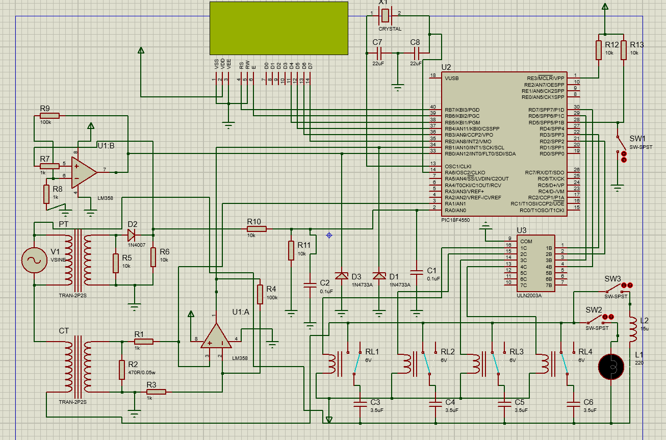 X1
CRYSTAL
C7
22uF
C8
22uF
R12
10k
R13
10k
VSS
VDD
VEE
RS
RW
E
D0
D1
D2
D3
D4
D5
D6
D7
U2
18
VUSB
RE3/MCLR/VPP
RE2/AN7/OESPP
RE1/AN6/CK2SPP
RE0/AN5/CK1SPP
RB7/KBI3/PGD
RB6/KBI2/PGC
RB5/KBI1/PGM
RB4/AN11/KBI0/CSSPP
RB3/AN9/CCP2/VPO
RB2/AN8/INT2/VMO
RB1/AN10/INT1/SCK/SCL
RB0/AN12/INT0/FLT0/SDI/SDA
RD7/SPP7/P1D
RD6/SPP6/P1C
RD5/SPP5/P1B
RD4/SPP4
RD3/SPP3
RD2/SPP2
RD1/SPP1
RD0/SPP0
OSC1/CLKI
RA6/OSC2/CLKO
RA5/AN4/SS/LVDIN/C2OUT
RA4/T0CKI/C1OUT/RCV
RA3/AN3/VREF+
RA2/AN2/VREF-/CVREF
RA1/AN1
RA0/AN0
RC7/RX/DT/SDO
RC6/TX/CK
RC5/D+/VP
RC4/D-/VM
RC2/CCP1/P1A
RC1/T1OSI/CCP2/UOE
RC0/T1OSO/T1CKI
PIC18F4550
SW1
SW-SPST
R9
100k
R7
1k
R8
1k
U1:B
LM358
PT
V1
VSINE
TRAN-2P2S
D2
1N4007
R5
10k
R6
10k
R10
10k
R11
10k
C2
0.1uF
D3
1N4733A
D1
1N4733A
C1
0.1uF
U3
COM
1C
2C
3C
4C
5C
6C
7C
1B
2B
3B
4B
5B
6B
7B
ULN2003A
SW3
SW-SPST
SW2
SW-SPST
L2
L1
CT
TRAN-2P2S
R1
1k
R2
470R/0.05w
R3
1k
R4
100k
U1:A
LM358
RL1
6V
RL2
6V
RL3
6V
RL4
6V
C3
3.5uF
C4
3.5uF
C5
3.5uF
C6
3.5uF